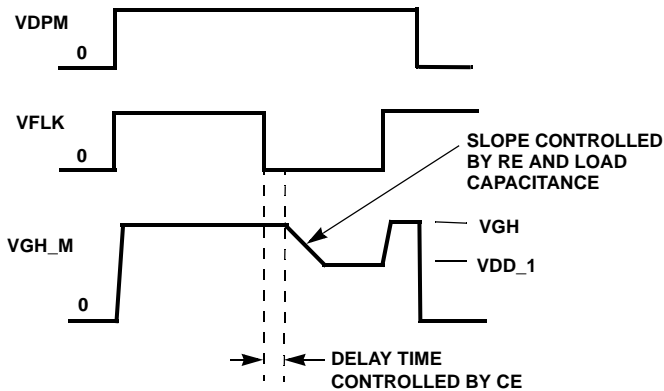 VDPM
0
VFLK
0
SLOPE CONTROLLED
BY RE AND LOAD
CAPACITANCE
VGH_M
0
VGH
VDD_1
DELAY TIME
CONTROLLED BY CE